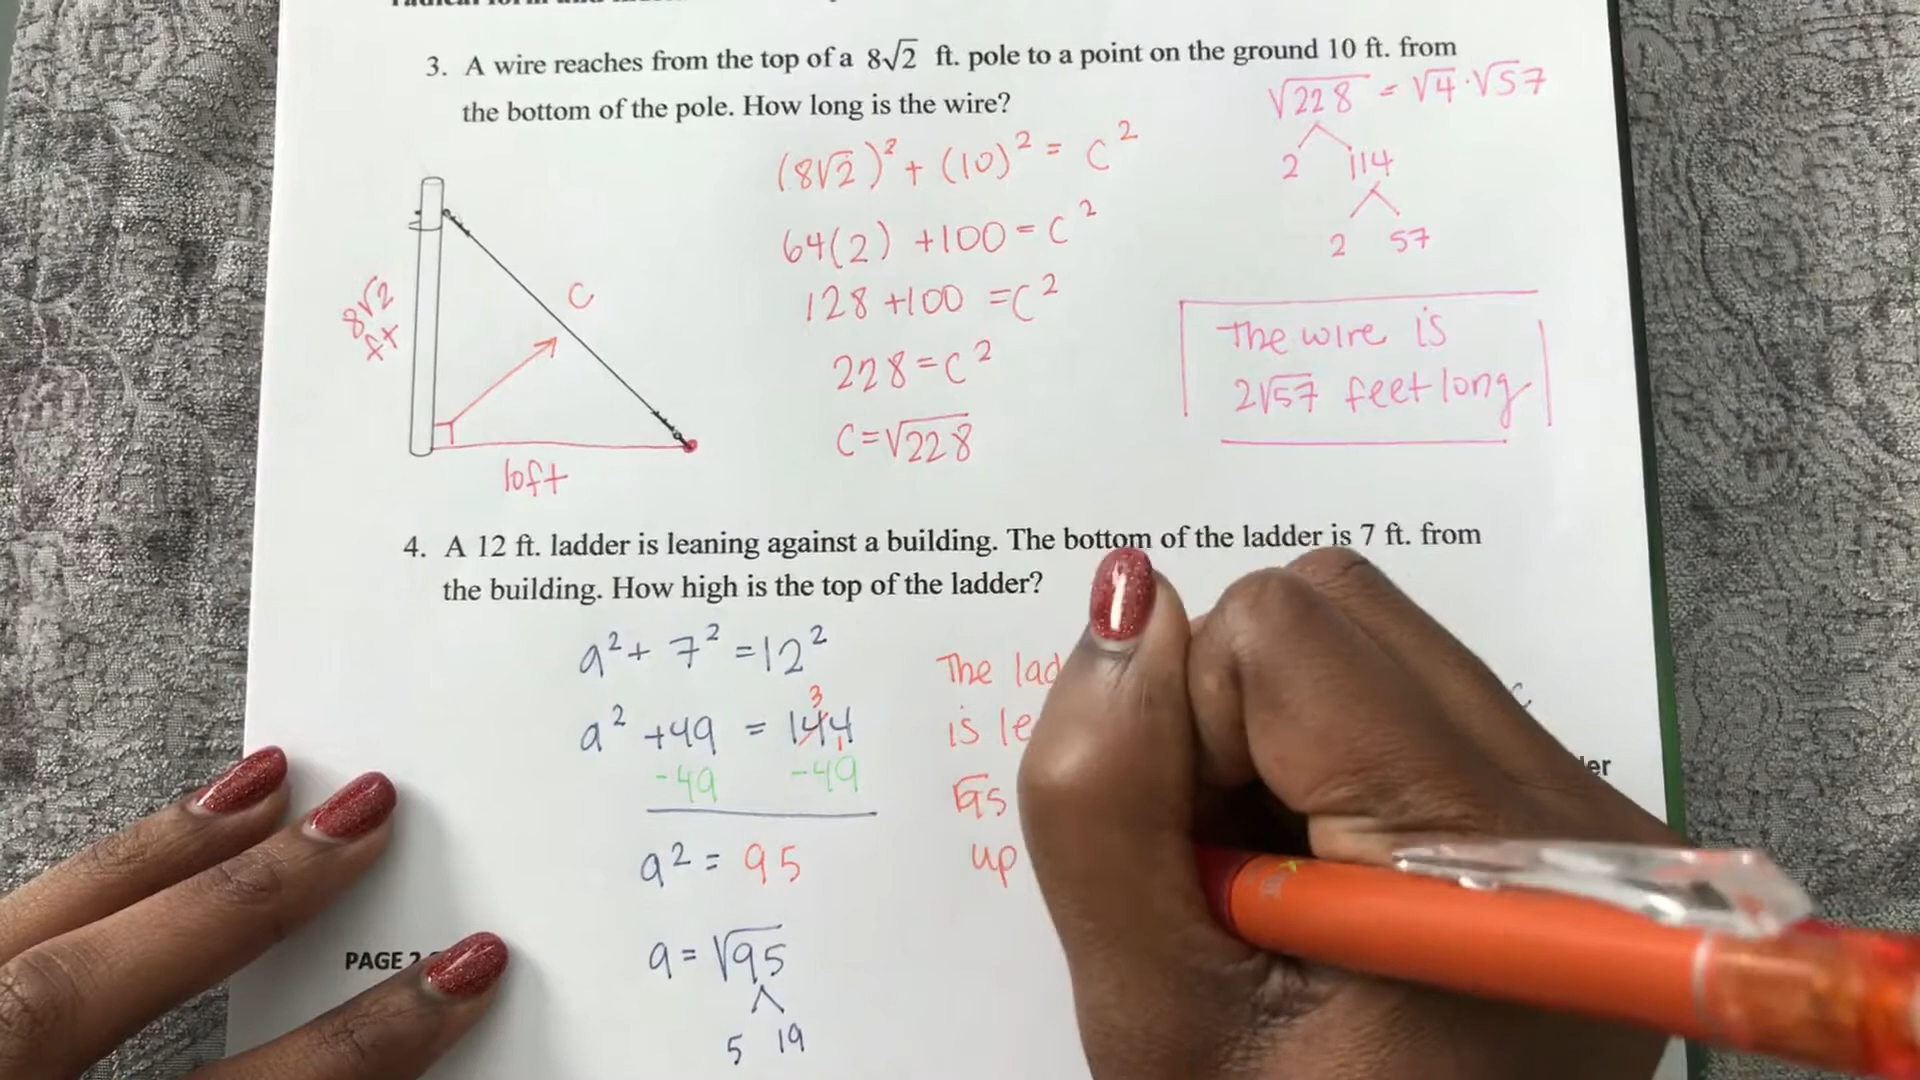 3. A wire reaches from the top of a 8√2 ft. pole to a point on the ground 10 ft. from
the bottom of the pole. How long is the wire?
(8√2)² + (10)² = C²
64(2) +100 = C²
128 +100 = C²
228 = C²
C = √228
√228 = √4 · √57
2 114
2 57
The wire is
2√57 feet long
8√2
ft
C
10ft
4. A 12 ft. ladder is leaning against a building. The bottom of the ladder is 7 ft. from
the building. How high is the top of the ladder?
a² + 7² = 12²
3
a² + 49 = 144
1
-49 -49
a² = 95
a = √95
5 19
The
is
√95
up
PAGE